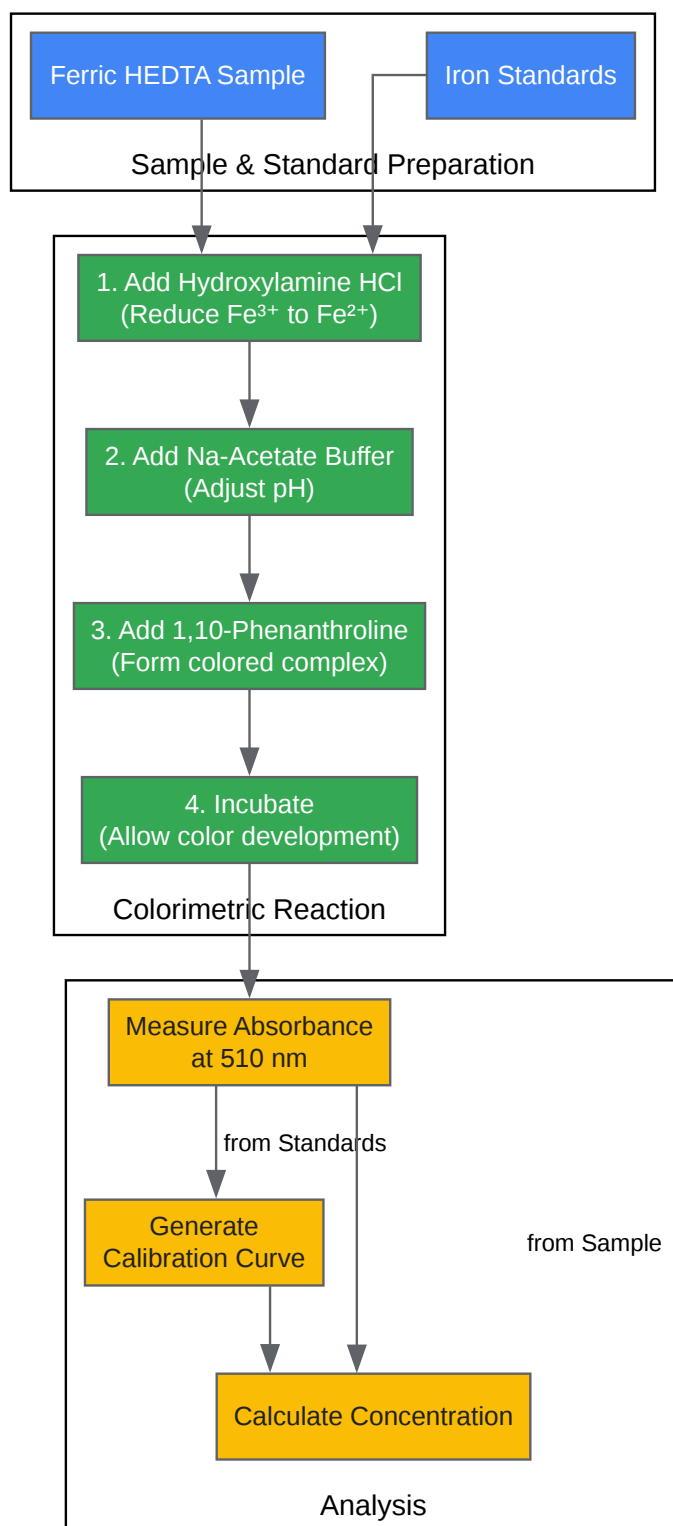 Ferric HEDTA Sample
Iron Standards
Sample & Standard Preparation
1. Add Hydroxylamine HCl
(Reduce Fe³⁺ to Fe²⁺)
2. Add Na-Acetate Buffer
(Adjust pH)
3. Add 1,10-Phenanthroline
(Form colored complex)
4. Incubate
(Allow color development)
Colorimetric Reaction
Measure Absorbance
at 510 nm
from Standards
Generate
Calibration Curve
from Sample
Calculate Concentration
Analysis